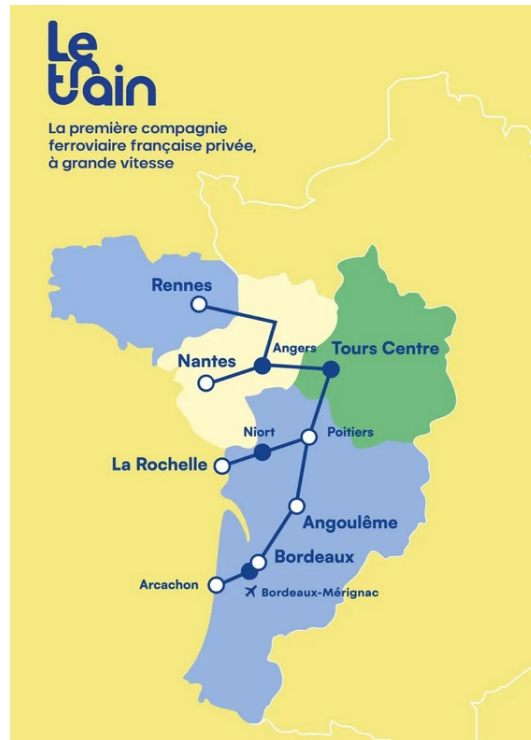 Le
train
La première compagnie
ferroviaire française privée,
à grande vitesse
Rennes
Angers
Tours Centre
Nantes
Niort
Poitiers
La Rochelle
Angoulême
Bordeaux
Arcachon
Bordeaux-Mérignac